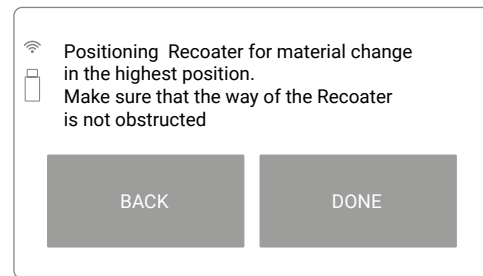 Positioning Recoater for material change
in the highest position.
Make sure that the way of the Recoater
is not obstructed
BACK
DONE